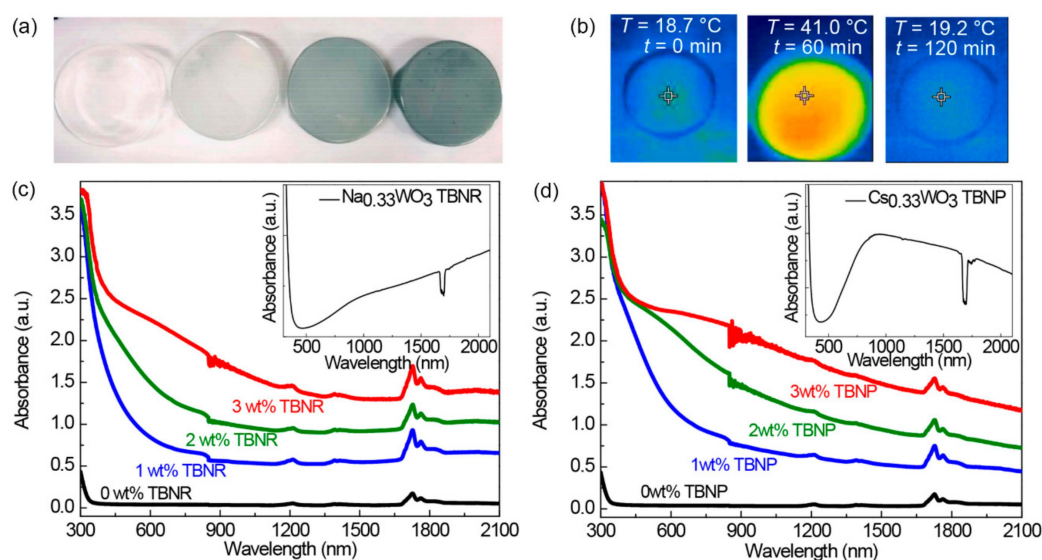 (a)
(b)
T = 18.7 °C
t = 0 min
T = 41.0 °C
t = 60 min
T = 19.2 °C
t = 120 min
(c)
3.5
3.0
2.5
2.0
1.5
1.0
0.5
0.0
Absorbance (a.u.)
300
600
900
1200
1500
1800
2100
Wavelength (nm)
3 wt% TBNR
2 wt% TBNR
1 wt% TBNR
0 wt% TBNR
Na0.33WO3 TBNR
Absorbance (a.u.)
500
1000
1500
2000
Wavelength (nm)
(d)
3.5
3.0
2.5
2.0
1.5
1.0
0.5
0.0
Absorbance (a.u.)
300
600
900
1200
1500
1800
2100
Wavelength (nm)
3wt% TBNP
2wt% TBNP
1wt% TBNP
0wt% TBNP
Cs0.33WO3 TBNP
Absorbance (a.u.)
500
1000
1500
2000
Wavelength (nm)